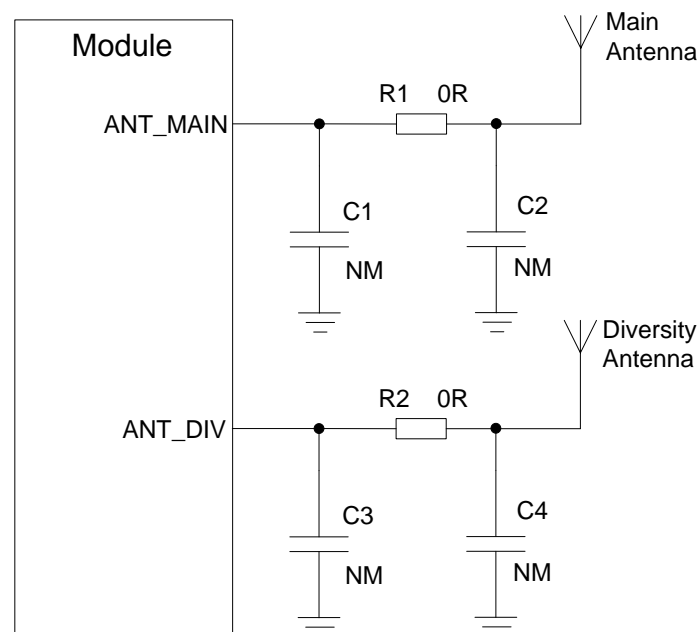 Module
Main
Antenna
R1 0R
ANT_MAIN
C1
C2
NM
NM
Diversity
Antenna
R2 0R
ANT_DIV
C3
C4
NM
NM